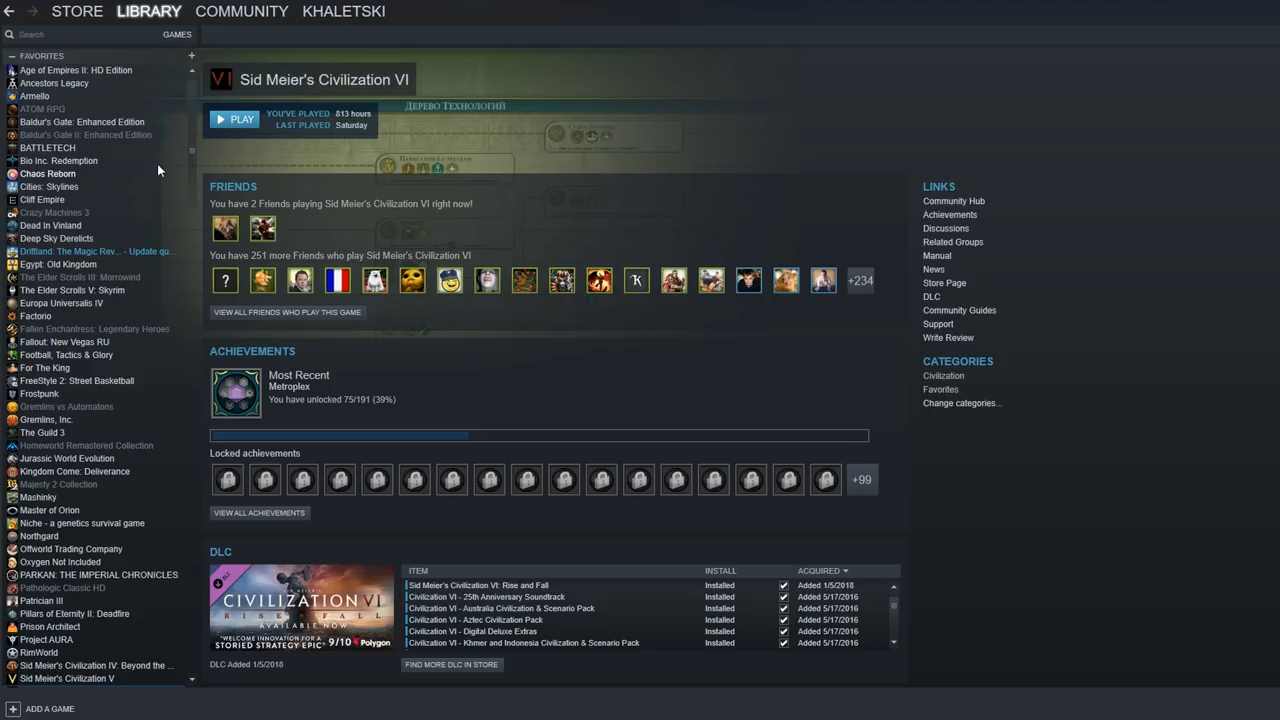 STORE LIBRARY COMMUNITY KHALETSKI
Search GAMES
FAVORITES
Age of Empires II: HD Edition
Ancestors Legacy
Armello
ATOM RPG
Baldur's Gate: Enhanced Edition
Baldur's Gate II: Enhanced Edition
BATTLETECH
Bio Inc. Redemption
Chaos Reborn
Cities: Skylines
Cliff Empire
Crazy Machines 3
Dead In Vinland
Deep Sky Derelicts
Driftland: The Magic Rev... - Update qu...
Egypt: Old Kingdom
The Elder Scrolls III: Morrowind
The Elder Scrolls V: Skyrim
Europa Universalis IV
Factorio
Fallen Enchantress: Legendary Heroes
Fallout: New Vegas RU
Football, Tactics & Glory
For The King
FreeStyle 2: Street Basketball
Frostpunk
Gremlins vs Automatons
Gremlins, Inc.
The Guild 3
Homeworld Remastered Collection
Jurassic World Evolution
Kingdom Come: Deliverance
Majesty 2 Collection
Mashinky
Master of Orion
Niche - a genetics survival game
Northgard
Offworld Trading Company
Oxygen Not Included
PARKAN: THE IMPERIAL CHRONICLES
Pathologic Classic HD
Patrician III
Pillars of Eternity II: Deadfire
Prison Architect
Project AURA
RimWorld
Sid Meier's Civilization IV: Beyond the ...
Sid Meier's Civilization V
ADD A GAME
VI Sid Meier's Civilization VI
Дерево Технологий
PLAY
YOU'VE PLAYED 813 hours
LAST PLAYED Saturday
FRIENDS
You have 2 Friends playing Sid Meier's Civilization VI right now!
You have 251 more Friends who play Sid Meier's Civilization VI
+234
VIEW ALL FRIENDS WHO PLAY THIS GAME
ACHIEVEMENTS
Most Recent
Metroplex
You have unlocked 75/191 (39%)
Locked achievements
+99
VIEW ALL ACHIEVEMENTS
DLC
DLC
SID MEIER'S
CIVILIZATION VI
RISE AND FALL
AVAILABLE NOW
"WELCOME INNOVATION FOR A
STORIED STRATEGY EPIC" 9/10 Polygon
DLC Added 1/5/2018
ITEM INSTALL ACQUIRED
Sid Meier's Civilization VI: Rise and Fall Installed Added 1/5/2018
Civilization VI - 25th Anniversary Soundtrack Installed Added 5/17/2016
Civilization VI - Australia Civilization & Scenario Pack Installed Added 5/17/2016
Civilization VI - Aztec Civilization Pack Installed Added 5/17/2016
Civilization VI - Digital Deluxe Extras Installed Added 5/17/2016
Civilization VI - Khmer and Indonesia Civilization & Scenario Pack Installed Added 5/17/2016
FIND MORE DLC IN STORE
LINKS
Community Hub
Achievements
Discussions
Related Groups
Manual
News
Store Page
DLC
Community Guides
Support
Write Review
CATEGORIES
Civilization
Favorites
Change categories...